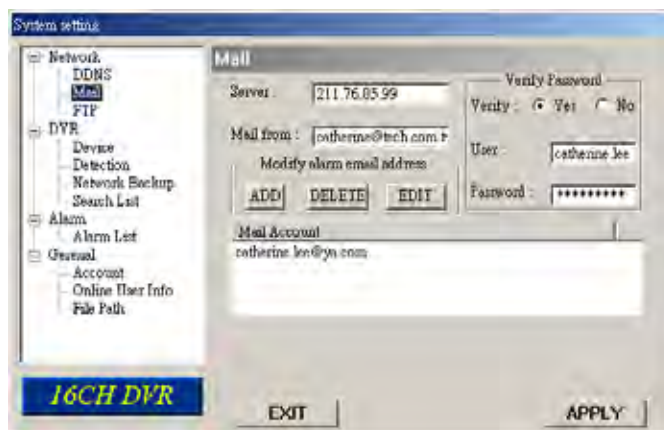 System setting
Network
DDNS
Mail
FTP
DVR
Device
Detection
Network Backup
Search List
Alarm
Alarm List
General
Account
Online User Info
File Path
16CH DVR
Mail
Server :
211.76.85.99
Mail from :
catherine@tech.com.t
Modify alarm email address
ADD
DELETE
EDIT
Verify Password
Verify : Yes No
User :
catherine.lee
Password :
*********
Mail Account
catherine.lee@yn.com
EXIT
APPLY